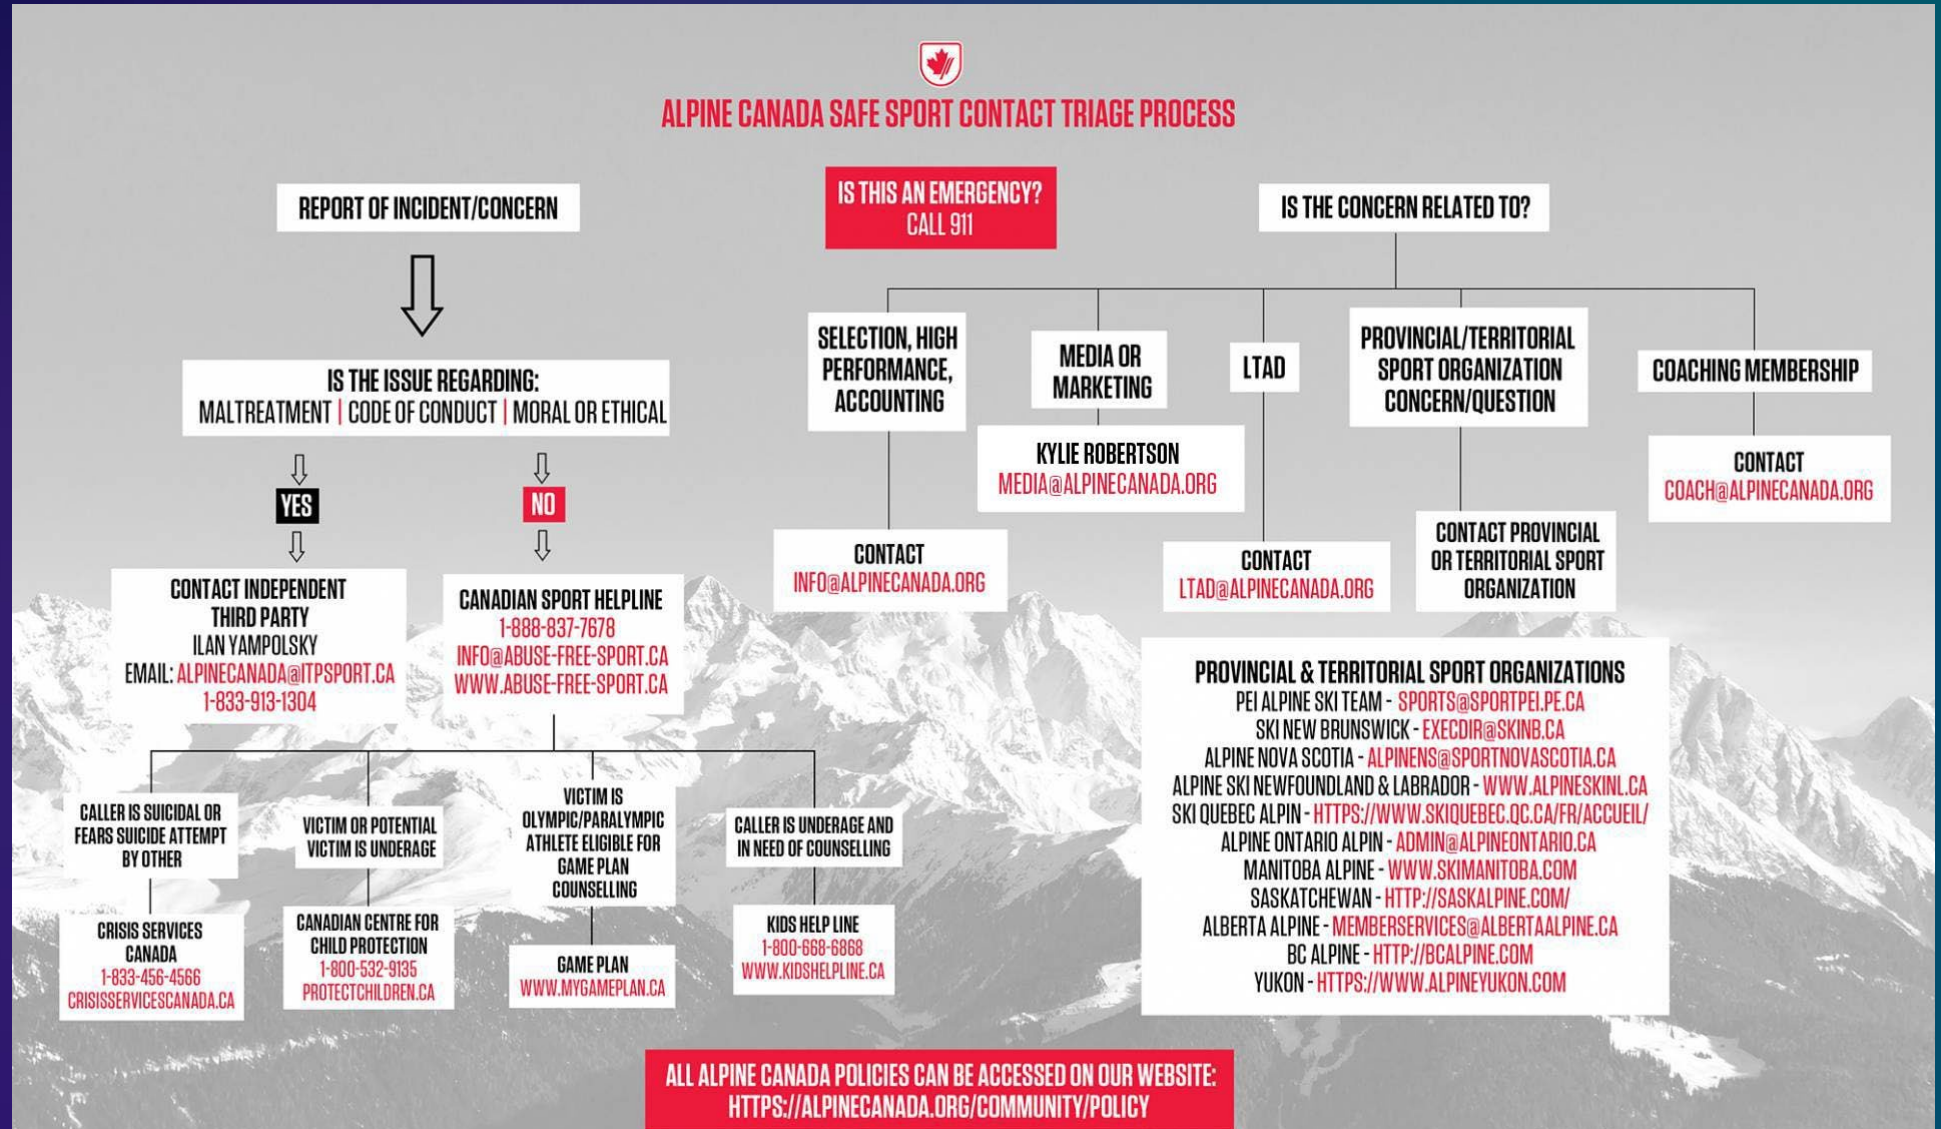 ALPINE CANADA SAFE SPORT CONTACT TRIAGE PROCESS
REPORT OF INCIDENT/CONCERN
IS THE ISSUE REGARDING:
MALTREATMENT | CODE OF CONDUCT | MORAL OR ETHICAL
YES
CONTACT INDEPENDENT
THIRD PARTY
ILAN YAMPOLSKY
EMAIL: ALPINECANADA@ITPSPORT.CA
1-833-913-1304
NO
CANADIAN SPORT HELPLINE
1-888-837-7678
INFO@ABUSE-FREE-SPORT.CA
WWW.ABUSE-FREE-SPORT.CA
CALLER IS SUICIDAL OR
FEARS SUICIDE ATTEMPT
BY OTHER
CRISIS SERVICES
CANADA
1-833-456-4566
CRISISSERVICESCANADA.CA
VICTIM OR POTENTIAL
VICTIM IS UNDERAGE
CANADIAN CENTRE FOR
CHILD PROTECTION
1-800-532-9135
PROTECTCHILDREN.CA
VICTIM IS
OLYMPIC/PARALYMPIC
ATHLETE ELIGIBLE FOR
GAME PLAN
COUNSELLING
GAME PLAN
WWW.MYGAMEPLAN.CA
CALLER IS UNDERAGE AND
IN NEED OF COUNSELLING
KIDS HELP LINE
1-800-668-6868
WWW.KIDSHELPLINE.CA
IS THIS AN EMERGENCY?
CALL 911
IS THE CONCERN RELATED TO?
SELECTION, HIGH
PERFORMANCE,
ACCOUNTING
CONTACT
INFO@ALPINECANADA.ORG
MEDIA OR
MARKETING
KYLIE ROBERTSON
MEDIA@ALPINECANADA.ORG
LTAD
CONTACT
LTAD@ALPINECANADA.ORG
PROVINCIAL/TERRITORIAL
SPORT ORGANIZATION
CONCERN/QUESTION
CONTACT PROVINCIAL
OR TERRITORIAL SPORT
ORGANIZATION
COACHING MEMBERSHIP
CONTACT
COACH@ALPINECANADA.ORG
PROVINCIAL & TERRITORIAL SPORT ORGANIZATIONS
PEI ALPINE SKI TEAM - SPORTS@SPORTPEI.PE.CA
SKI NEW BRUNSWICK - EXECDIR@SKINB.CA
ALPINE NOVA SCOTIA - ALPINENS@SPORTNOVASCOTIA.CA
ALPINE SKI NEWFOUNDLAND & LABRADOR - WWW.ALPINESKINL.CA
SKI QUEBEC ALPIN - HTTPS://WWW.SKIQUEBEC.QC.CA/FR/ACCUEIL/
ALPINE ONTARIO ALPIN - ADMIN@ALPINEONTARIO.CA
MANITOBA ALPINE - WWW.SKIMANITOBA.COM
SASKATCHEWAN - HTTP://SASKALPINE.COM/
ALBERTA ALPINE - MEMBERSERVICES@ALBERTAALPINE.CA
BC ALPINE - HTTP://BCALPINE.COM
YUKON - HTTPS://WWW.ALPINEYUKON.COM
ALL ALPINE CANADA POLICIES CAN BE ACCESSED ON OUR WEBSITE:
HTTPS://ALPINECANADA.ORG/COMMUNITY/POLICY